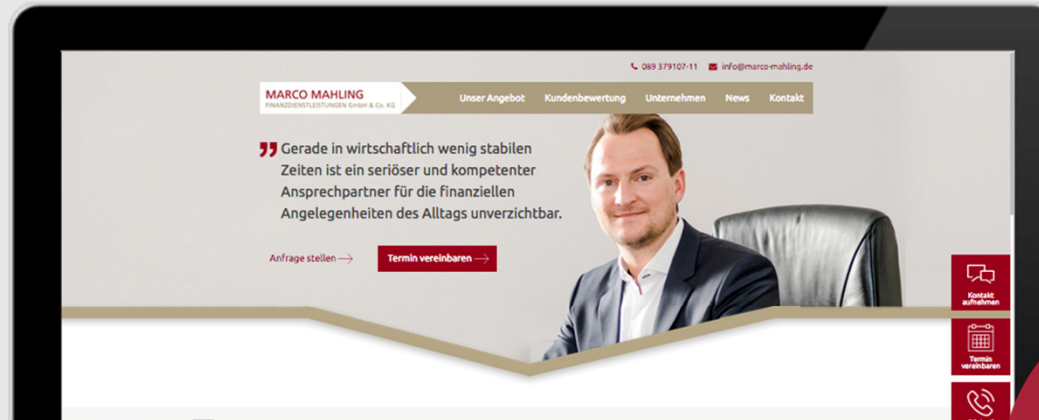 089 379107-11 info@marco-mahling.de
MARCO MAHLING
FINANZDIENSTLEISTUNGEN GmbH & Co. KG
Unser Angebot Kundenbewertung Unternehmen News Kontakt
Gerade in wirtschaftlich wenig stabilen
Zeiten ist ein seriöser und kompetenter
Ansprechpartner für die finanziellen
Angelegenheiten des Alltags unverzichtbar.
Anfrage stellen
Termin vereinbaren
Kontakt
aufnehmen
Termin
vereinbaren